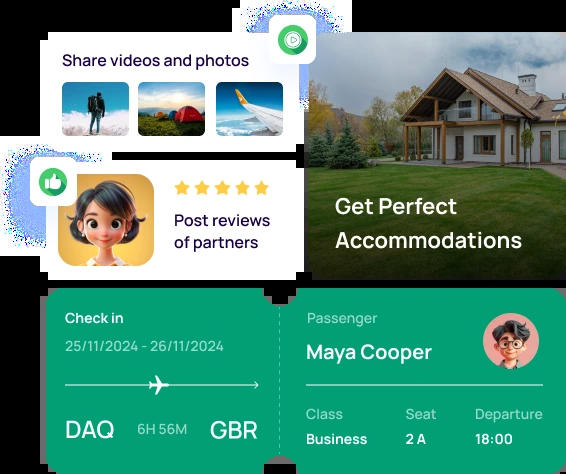 Share videos and photos
Post reviews
of partners
Get Perfect
Accommodations
Check in
25/11/2024 - 26/11/2024
DAQ 6H 56M GBR
Passenger
Maya Cooper
Class Seat Departure
Business 2 A 18:00